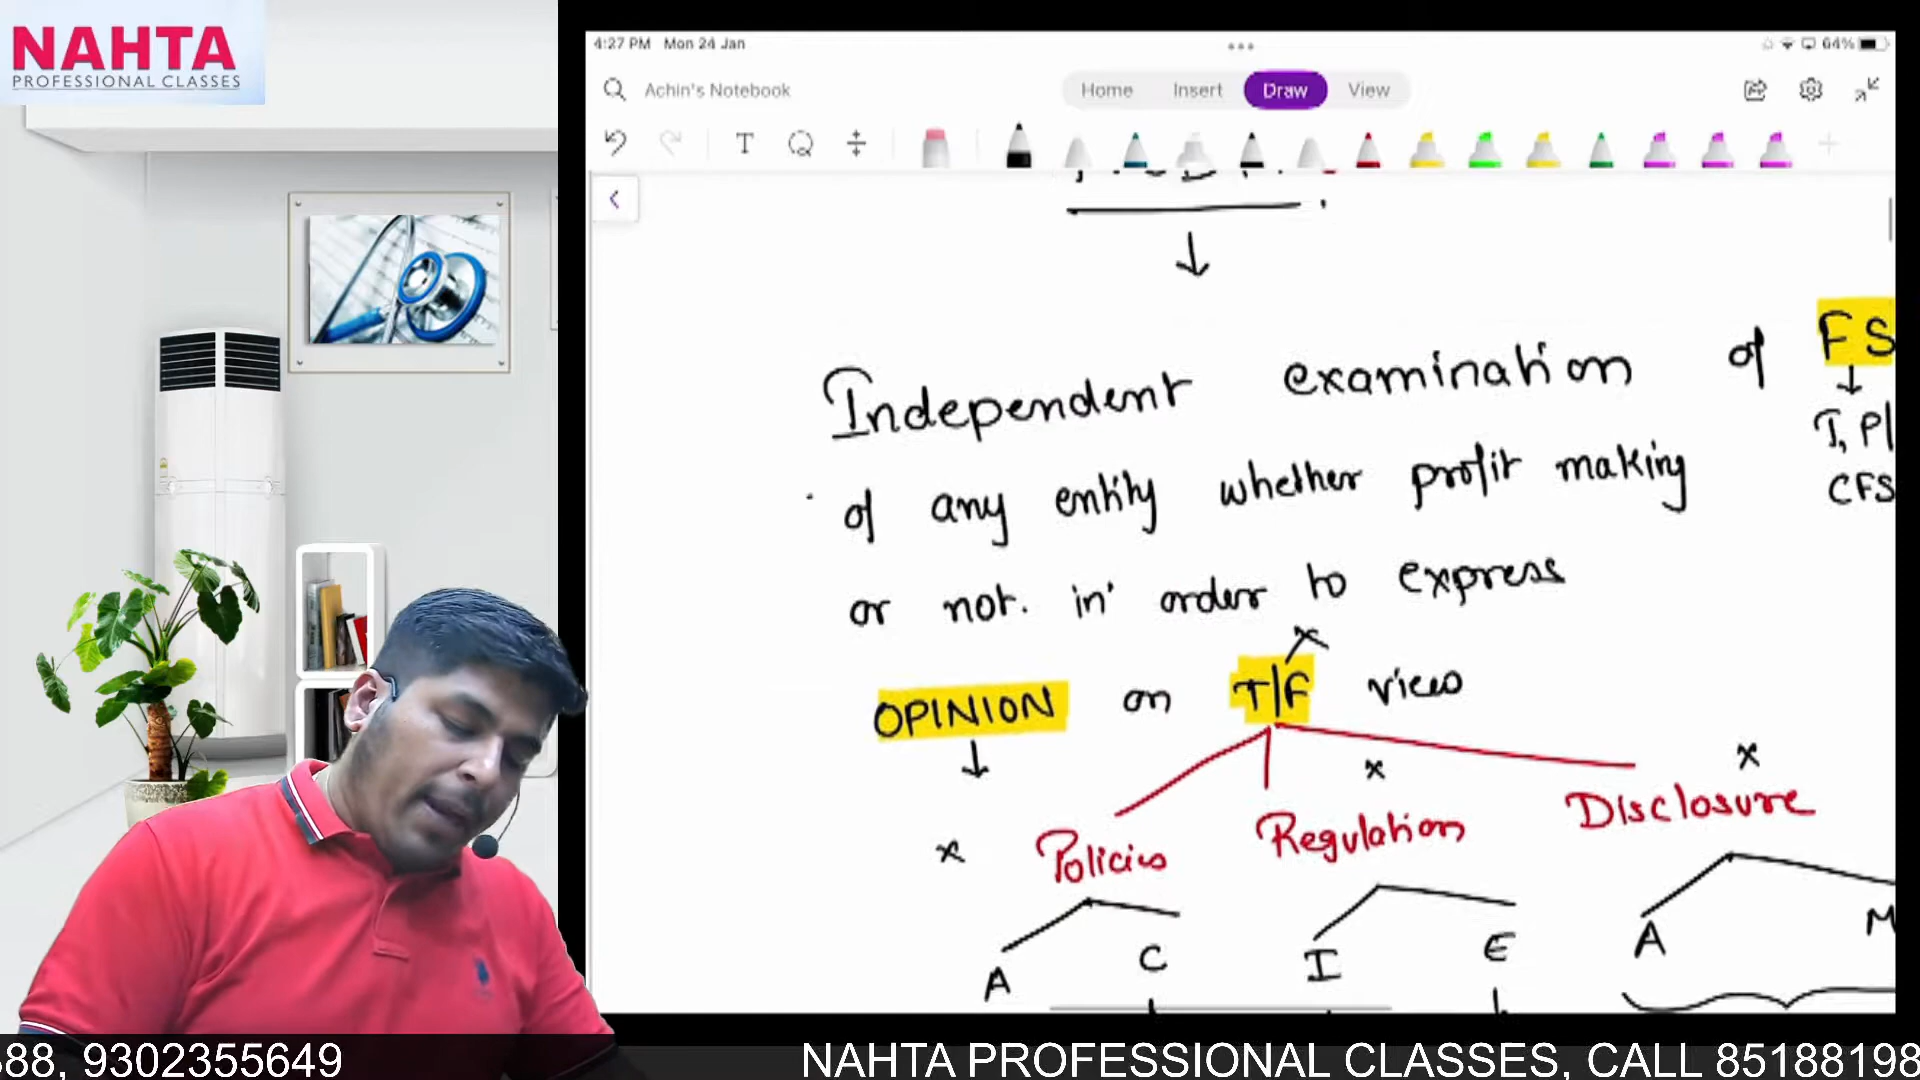 NAHTA
PROFESSIONAL CLASSES
4:27 PM Mon 24 Jan
64%
Achin's Notebook
Home Insert Draw View
T
Independent examination of FS
I, P/
CFS
of any entity whether profit making
or not. in order to express
OPINION on T/F view
x
x x x
Policies Regulation Disclosure
A C I E A M
388, 9302355649 NAHTA PROFESSIONAL CLASSES, CALL 85188198